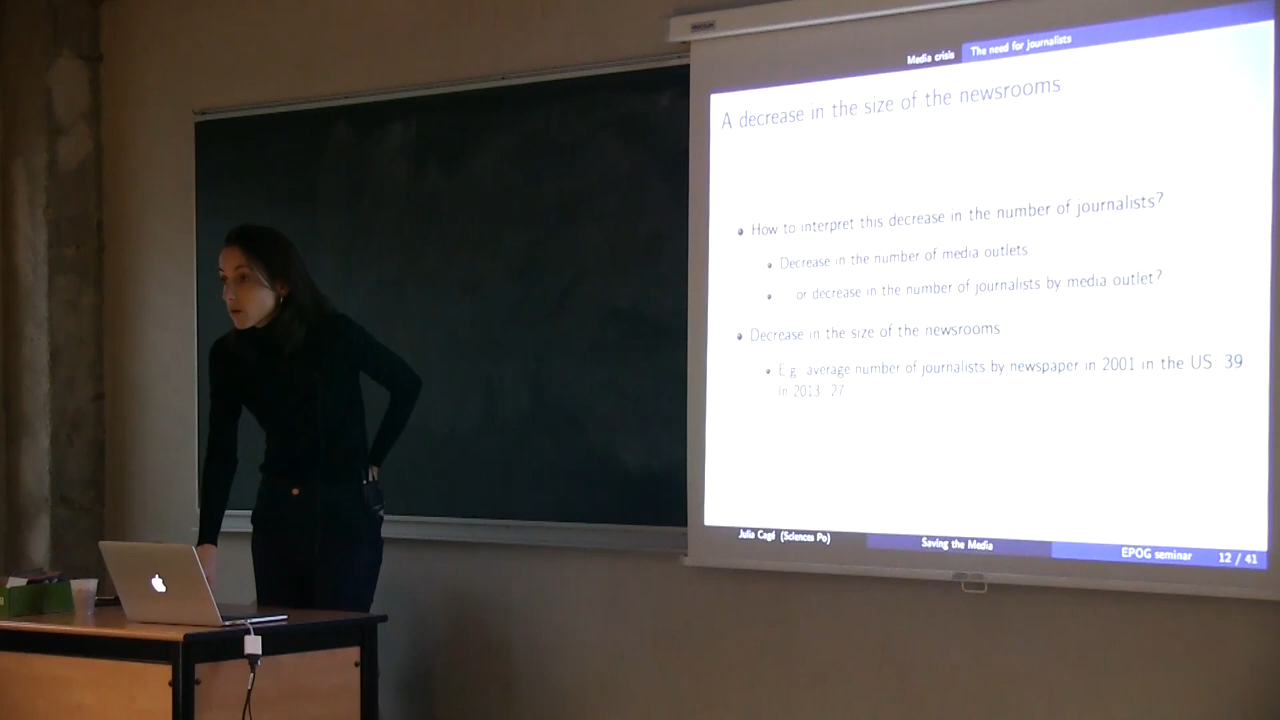 Media crisis The need for journalists
A decrease in the size of the newsrooms
How to interpret this decrease in the number of journalists?
Decrease in the number of media outlets
or decrease in the number of journalists by media outlet?
Decrease in the size of the newsrooms
E g average number of journalists by newspaper in 2001 in the US 39
in 2013 27
Julia Cagé (Sciences Po) Saving the Media EPOG seminar 12 / 41